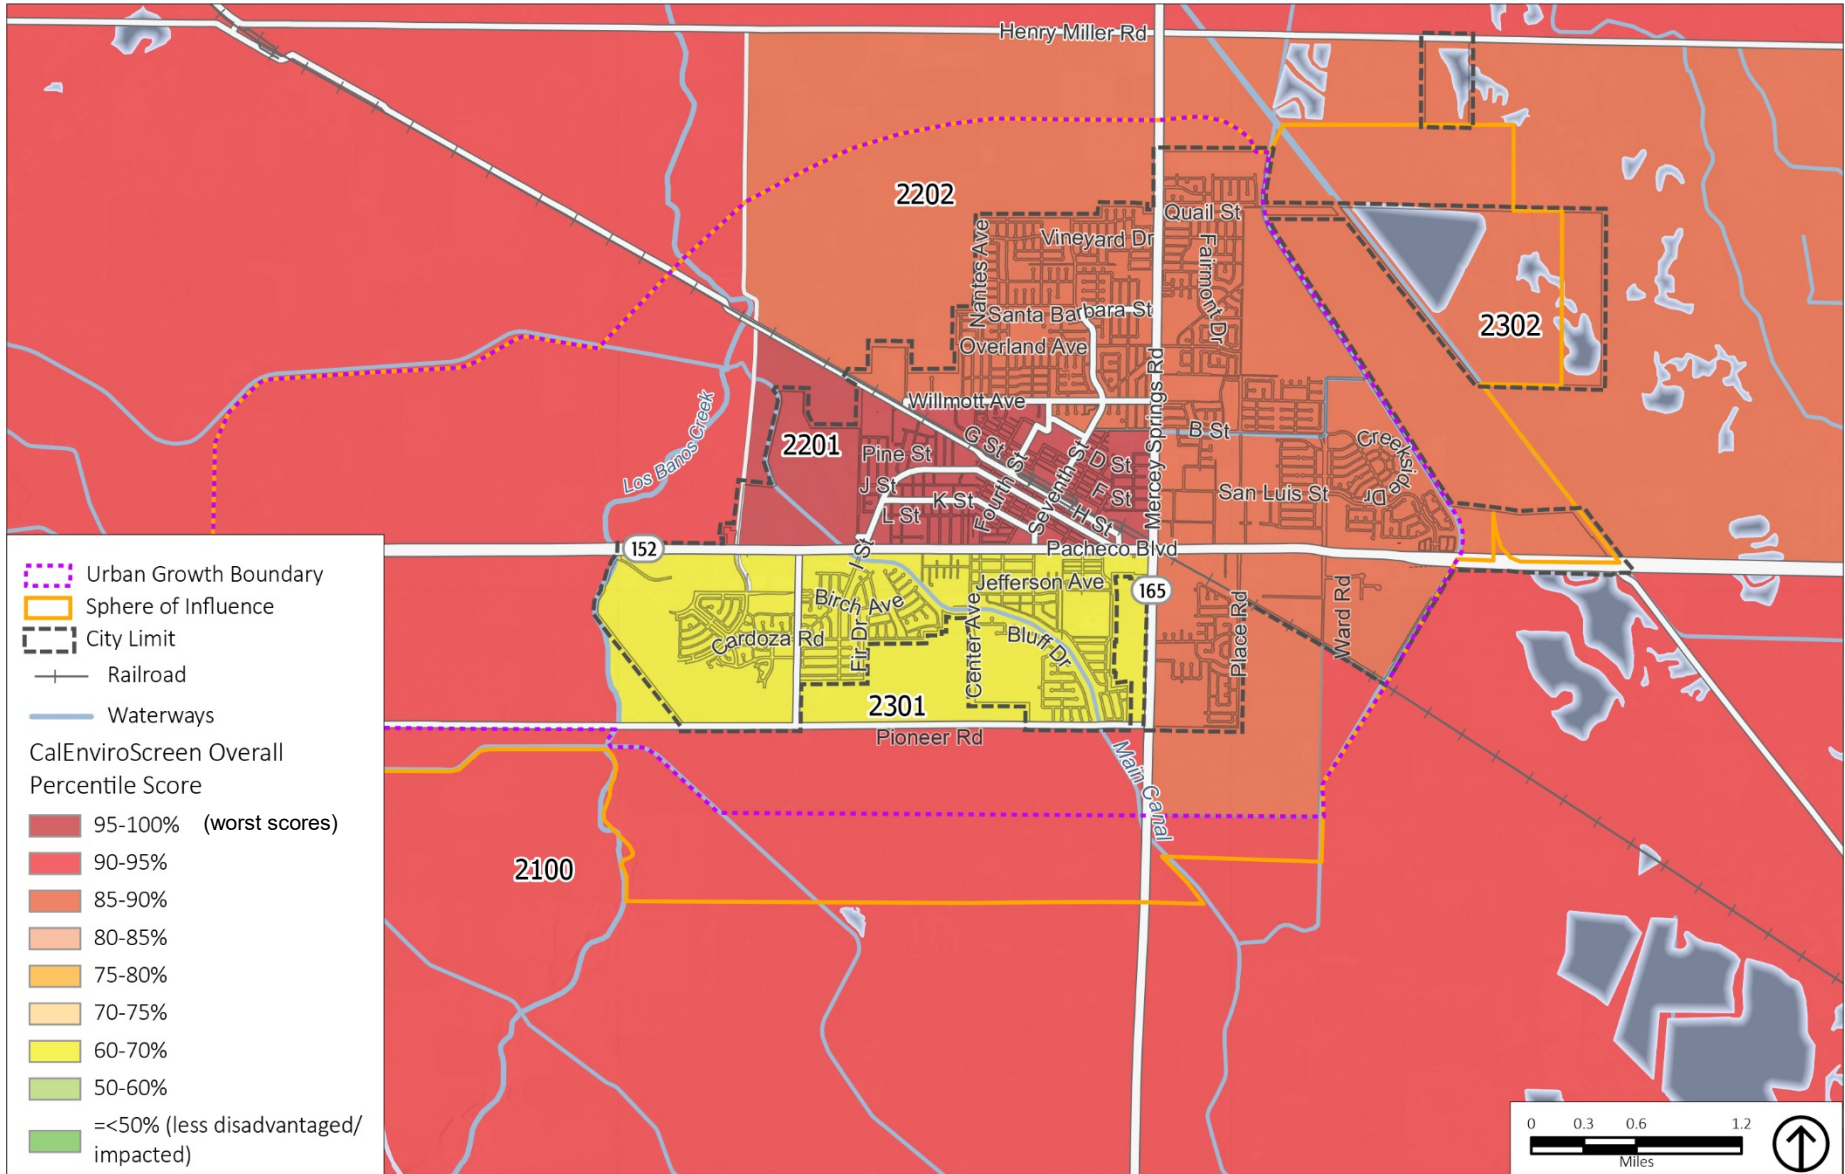 Henry Miller Rd
2202
Quail St
Nantes Ave
Vineyard Dr
Fairmont Dr
Santa Barbara St
2302
Overland Ave
Mercey Springs Rd
Willmott Ave
Los Banos Creek
2201
G St
B St
Creekside Dr
Pine St
D St
J St
Fourth St
Seventh St
F St
San Luis St
K St
L St
H St
I St
152
Pacheco Blvd
Jefferson Ave
165
Birch Ave
Cardoza Rd
Fir Dr
Center Ave
Bluff Dr
Place Rd
Ward Rd
2301
Pioneer Rd
Main Canal
2100
Urban Growth Boundary
Sphere of Influence
City Limit
Railroad
Waterways
CalEnviroScreen Overall
Percentile Score
95-100% (worst scores)
90-95%
85-90%
80-85%
75-80%
70-75%
60-70%
50-60%
=<50% (less disadvantaged/
impacted)
0 0.3 0.6 1.2
Miles